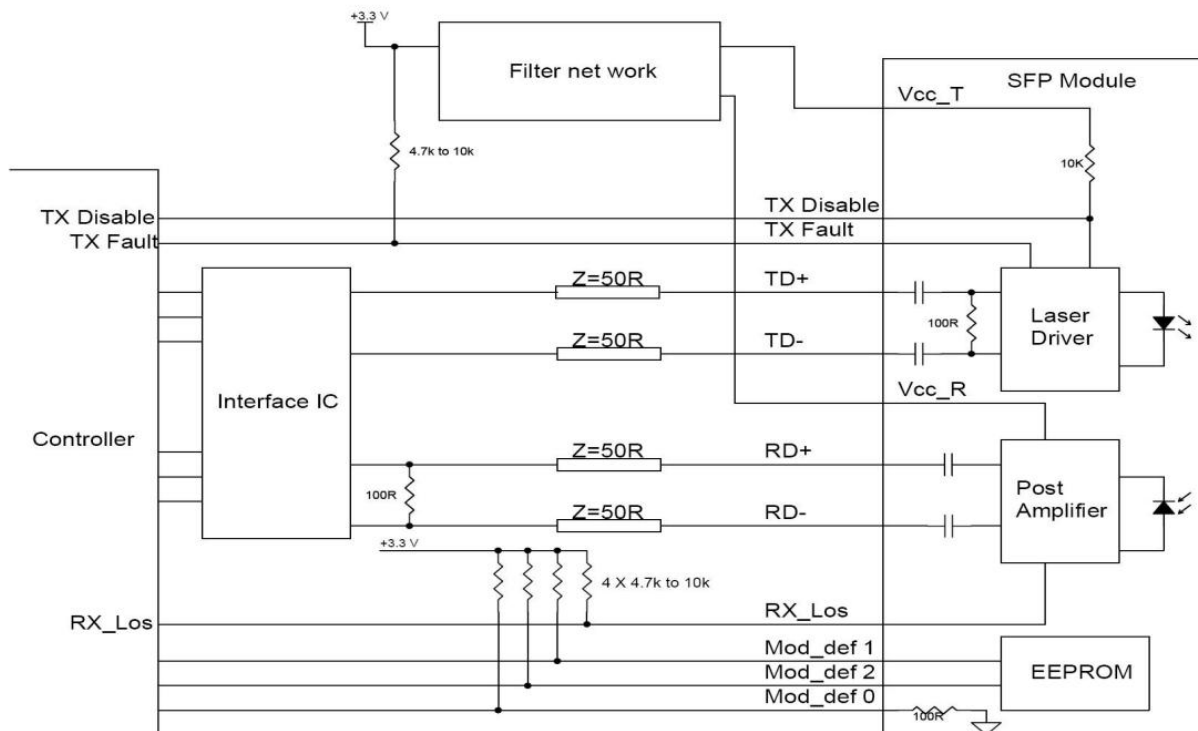 +3.3 V
Filter net work
SFP Module
Vcc_T
4.7k to 10k
10K
TX Disable
TX Disable
TX Fault
TX Fault
Z=50R
TD+
100R
Laser
Driver
Z=50R
TD-
Interface IC
Vcc_R
Controller
Z=50R
RD+
100R
Post
Amplifier
Z=50R
RD-
+3.3 V
4 X 4.7k to 10k
RX_Los
RX_Los
Mod_def 1
Mod_def 2
EEPROM
Mod_def 0
100R